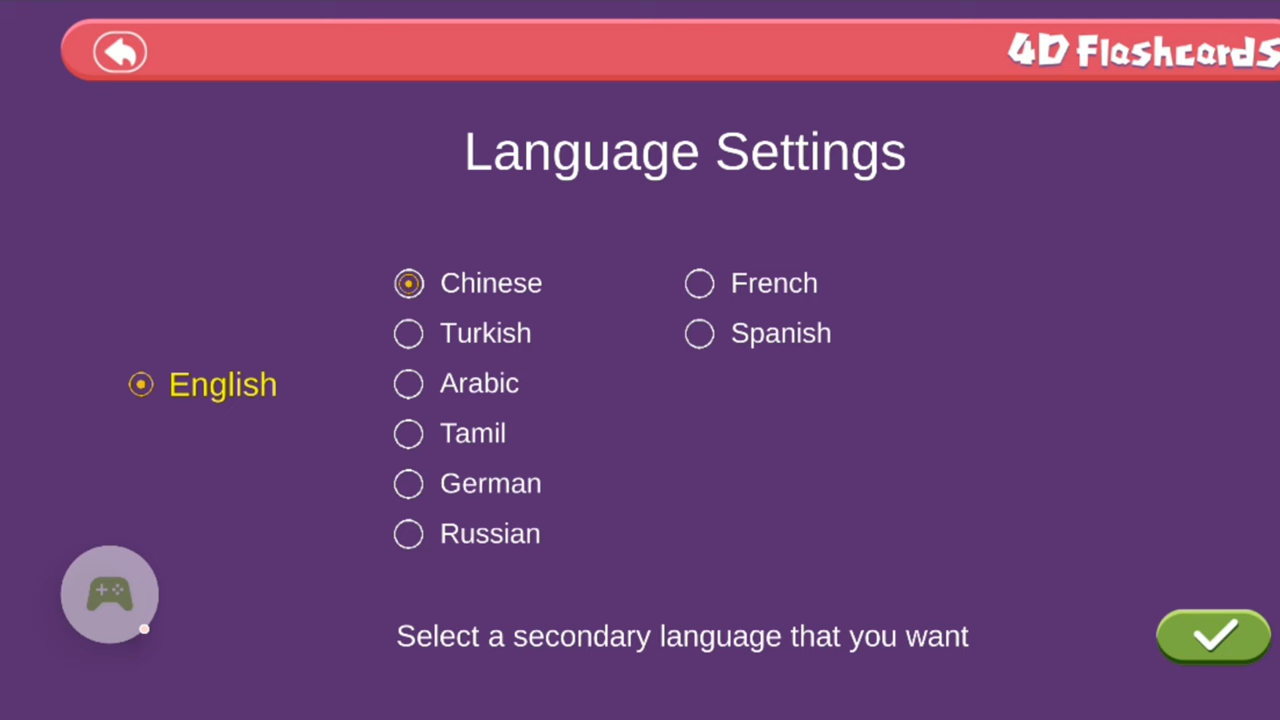 4D Flashcards
Language Settings
Chinese
Turkish
Arabic
Tamil
German
Russian
French
Spanish
English
Select a secondary language that you want